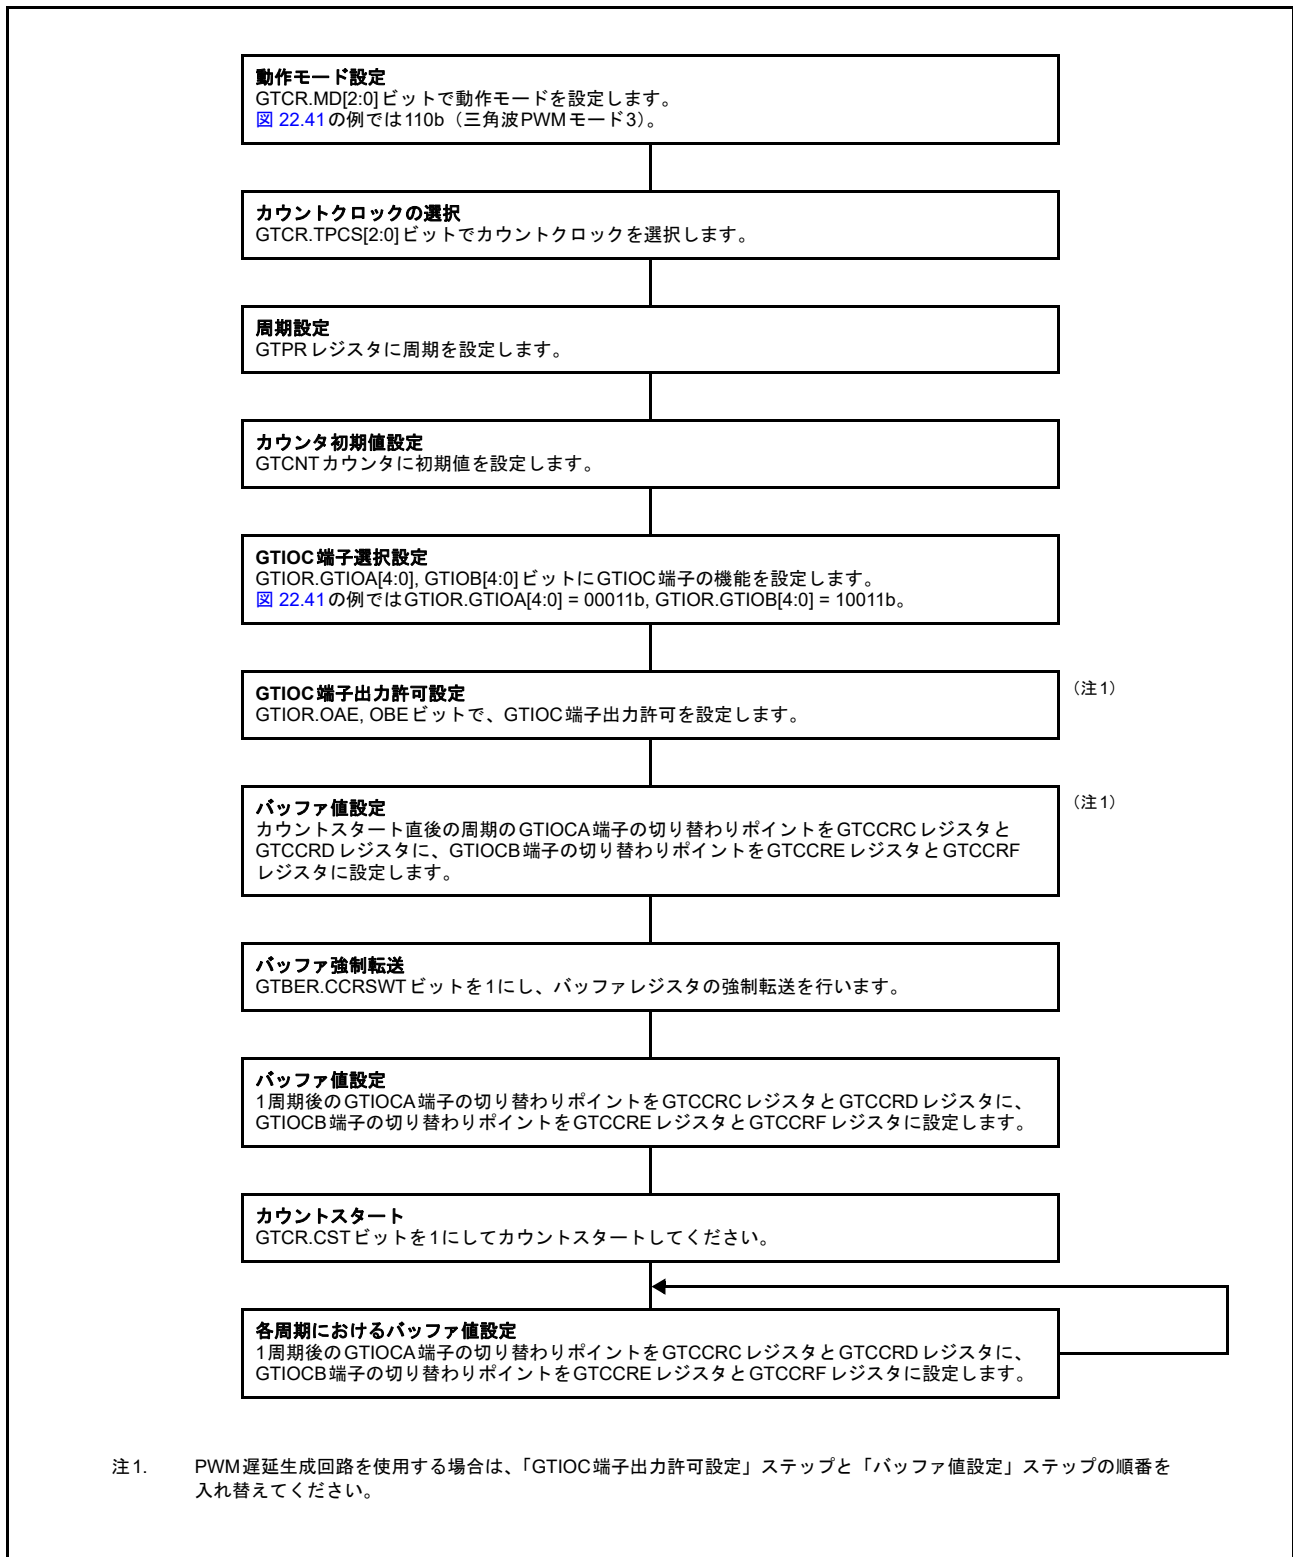 動作モード設定
GTCR.MD[2:0]ビットで動作モードを設定します。
図 22.41の例では110b（三角波PWMモード3）。
カウントクロックの選択
GTCR.TPCS[2:0]ビットでカウントクロックを選択します。
周期設定
GTPRレジスタに周期を設定します。
カウンタ初期値設定
GTCNTカウンタに初期値を設定します。
GTIOC端子選択設定
GTIOR.GTIOA[4:0], GTIOB[4:0]ビットにGTIOC端子の機能を設定します。
図 22.41の例ではGTIOR.GTIOA[4:0] = 00011b, GTIOR.GTIOB[4:0] = 10011b。
GTIOC端子出力許可設定
GTIOR.OAE, OBEビットで、GTIOC端子出力許可を設定します。
（注1）
バッファ値設定
カウントスタート直後の周期のGTIOCA端子の切り替わりポイントをGTCCRCレジスタと
GTCCRDレジスタに、GTIOCB端子の切り替わりポイントをGTCCREレジスタとGTCCRF
レジスタに設定します。
（注1）
バッファ強制転送
GTBER.CCRSWTビットを1にし、バッファレジスタの強制転送を行います。
バッファ値設定
1周期後のGTIOCA端子の切り替わりポイントをGTCCRCレジスタとGTCCRDレジスタに、
GTIOCB端子の切り替わりポイントをGTCCREレジスタとGTCCRFレジスタに設定します。
カウントスタート
GTCR.CSTビットを1にしてカウントスタートしてください。
各周期におけるバッファ値設定
1周期後のGTIOCA端子の切り替わりポイントをGTCCRCレジスタとGTCCRDレジスタに、
GTIOCB端子の切り替わりポイントをGTCCREレジスタとGTCCRFレジスタに設定します。
注1. PWM遅延生成回路を使用する場合は、「GTIOC端子出力許可設定」ステップと「バッファ値設定」ステップの順番を
入れ替えてください。